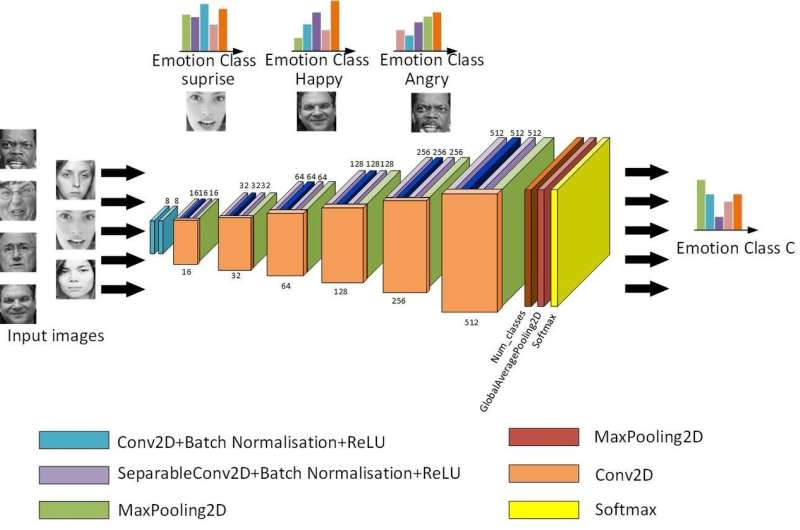 Emotion Class
suprise
Emotion Class
Happy
Emotion Class
Angry
8 8
16 16 16
32 32 32
64 64 64
128 128 128
256 256 256
512 512 512
16
32
64
128
256
512
Num_classes
GlobalAveragePooling2D
Softmax
Emotion Class C
Input images
Conv2D+Batch Normalisation+ReLU
SeparableConv2D+Batch Normalisation+ReLU
MaxPooling2D
MaxPooling2D
Conv2D
Softmax